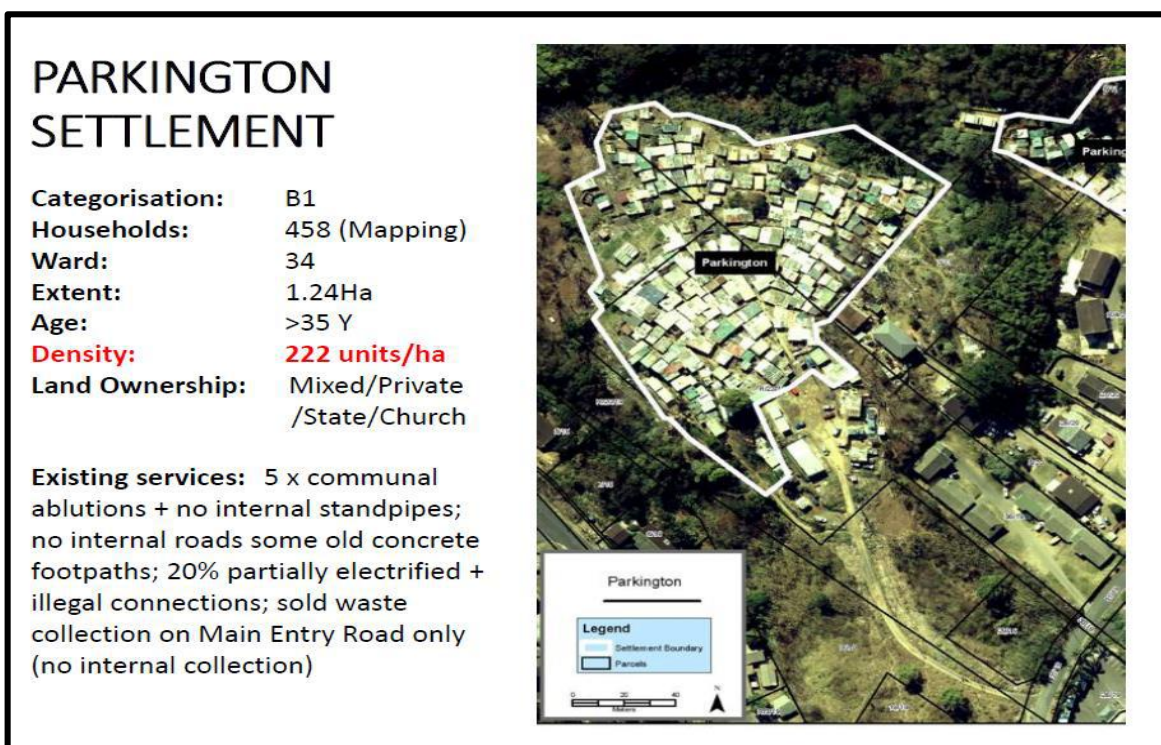 PARKINGTON
SETTLEMENT
Categorisation: B1
Households: 458 (Mapping)
Ward: 34
Extent: 1.24Ha
Age: >35 Y
Density: 222 units/ha
Land Ownership: Mixed/Private
/State/Church
Existing services: 5 x communal
ablutions + no internal standpipes;
no internal roads some old concrete
footpaths; 20% partially electrified +
illegal connections; sold waste
collection on Main Entry Road only
(no internal collection)
Parking
Parkington
Parkington
Legend
Settlement Boundary
Parcels
0 20 40
Meters
N